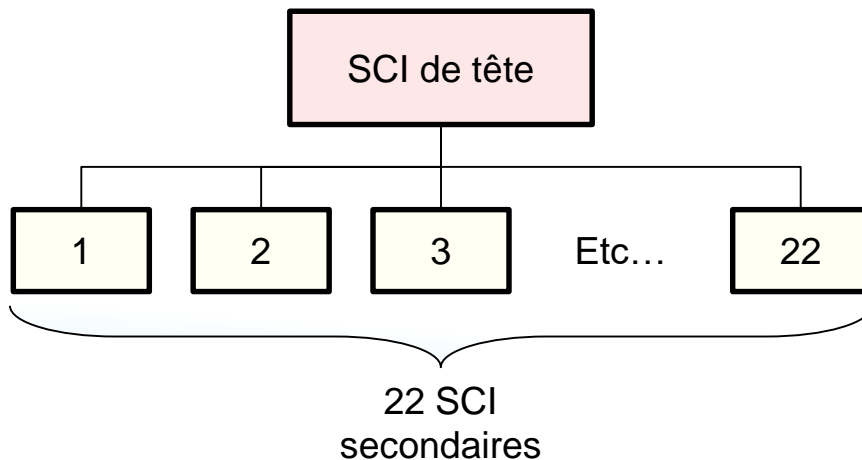 SCI de tête
1 2 3 Etc… 22
22 SCI
secondaires